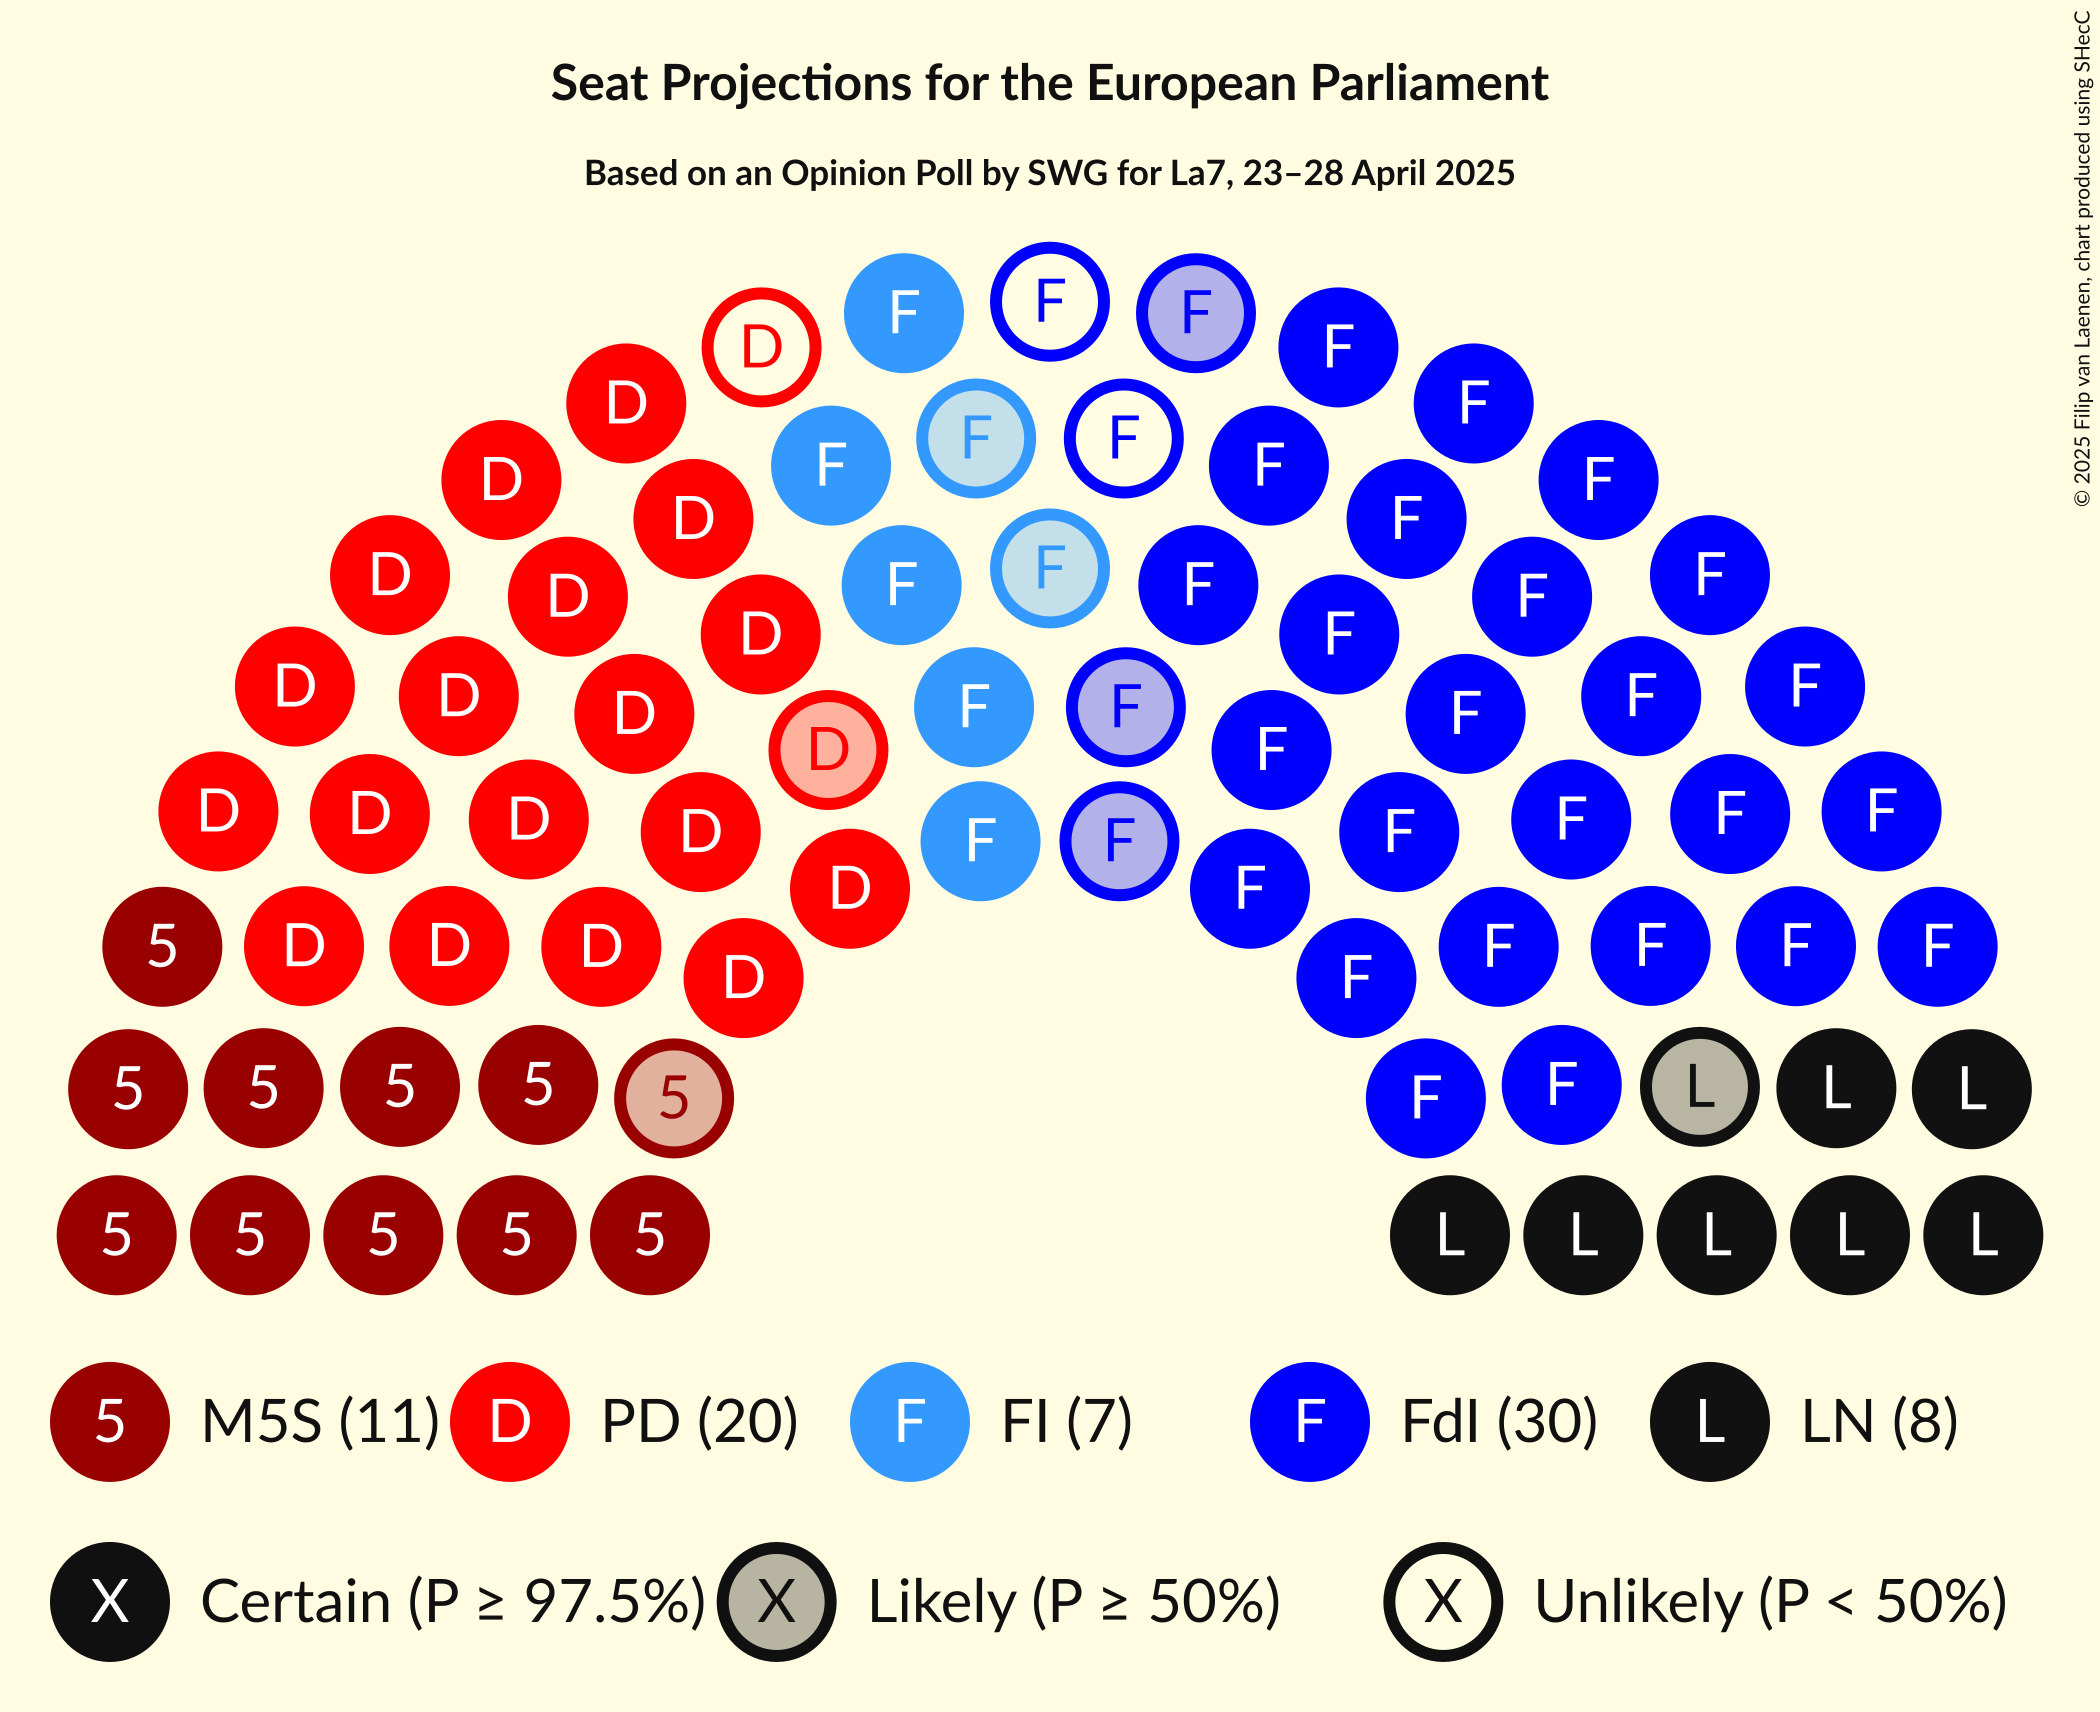 Seat Projections for the European Parliament
Based on an Opinion Poll by SWG for La7, 23–28 April 2025
© 2025 Filip van Laenen, chart produced using SHecC
D F F F F
D F F F F F
D D F F
D D F F F F F
D D D D F F F F F F
D D D D D F F F F F F F
5 D D D D D F F F F F F
5 5 5 5 5 F F L L L
5 5 5 5 5 L L L L L
5 M5S (11) D PD (20) F FI (7) F FdI (30) L LN (8)
X Certain (P ≥ 97.5%) X Likely (P ≥ 50%) X Unlikely (P < 50%)